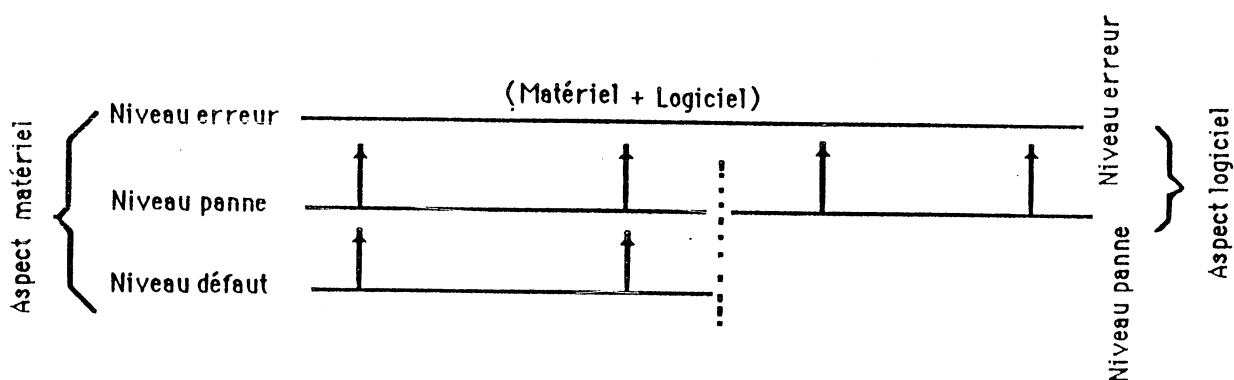 Aspect matériel
(Matériel + Logiciel)
Niveau erreur
Niveau panne
Niveau défaut
Niveau erreur
Niveau panne
Aspect logiciel